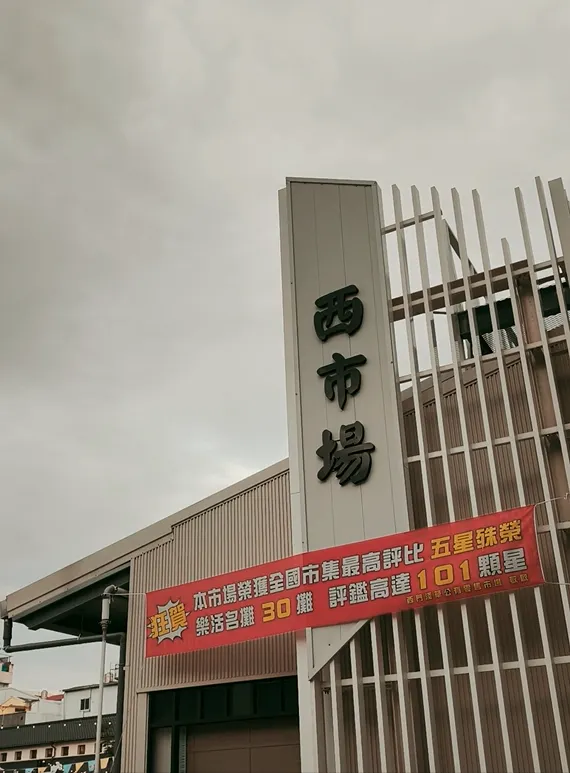 西市場
狂賀
本市場榮獲全國市集最高評比 五星殊榮
樂活名攤 30 攤 評鑑高達 101 顆星